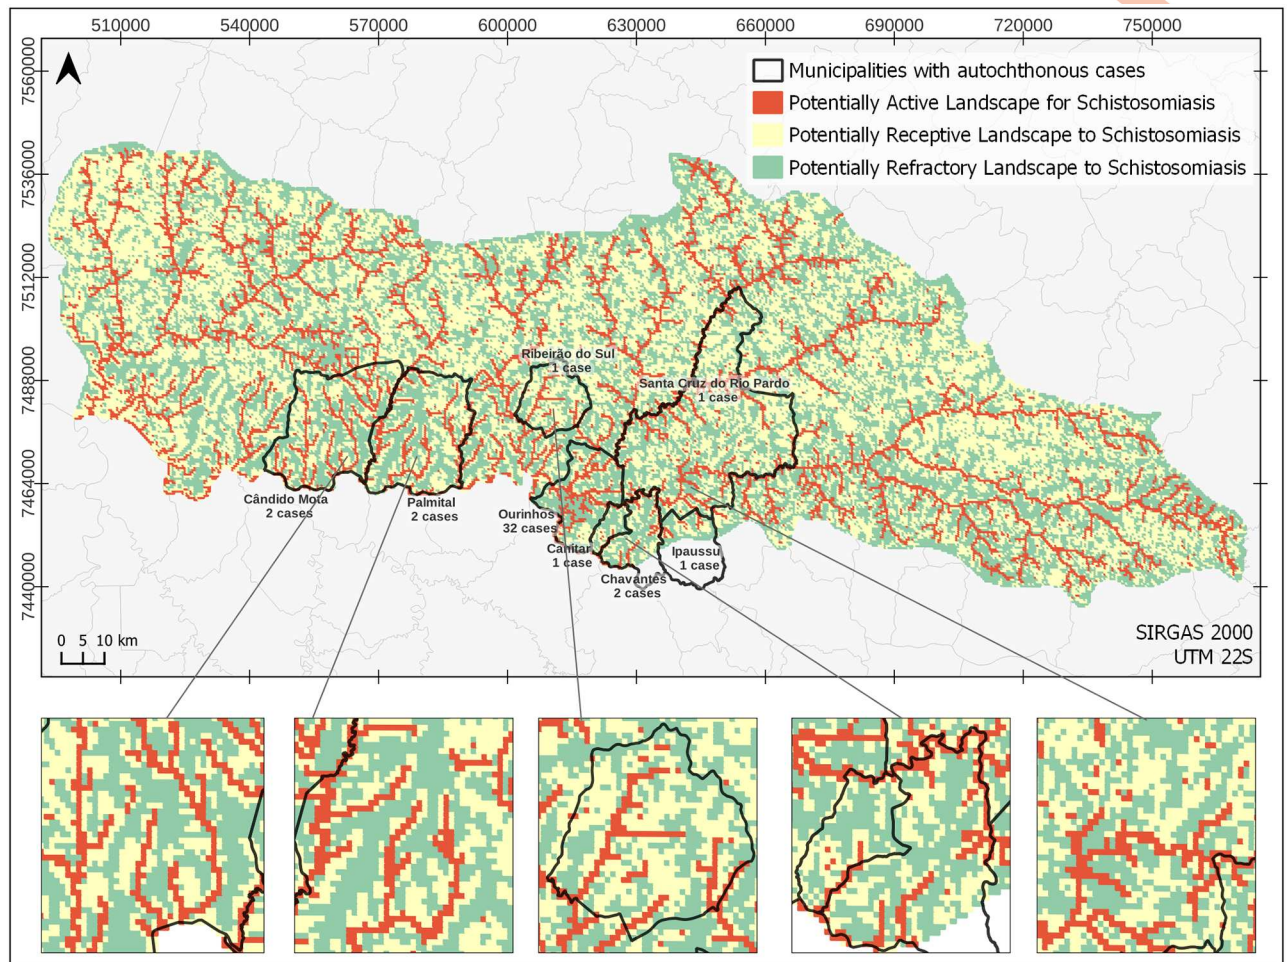 510000 540000 570000 600000 630000 660000 690000 720000 750000
7560000
7536000
7512000
7488000
7464000
7440000
Municipalities with autochthonous cases
Potentially Active Landscape for Schistosomiasis
Potentially Receptive Landscape to Schistosomiasis
Potentially Refractory Landscape to Schistosomiasis
Ribeirão do Sul
1 case
Santa Cruz do Rio Pardo
1 case
Cândido Mota
2 cases
Palmital
2 cases
Ourinhos
32 cases
Canitar
1 case
Ipaussu
1 case
Chavantes
2 cases
0 5 10 km
SIRGAS 2000
UTM 22S